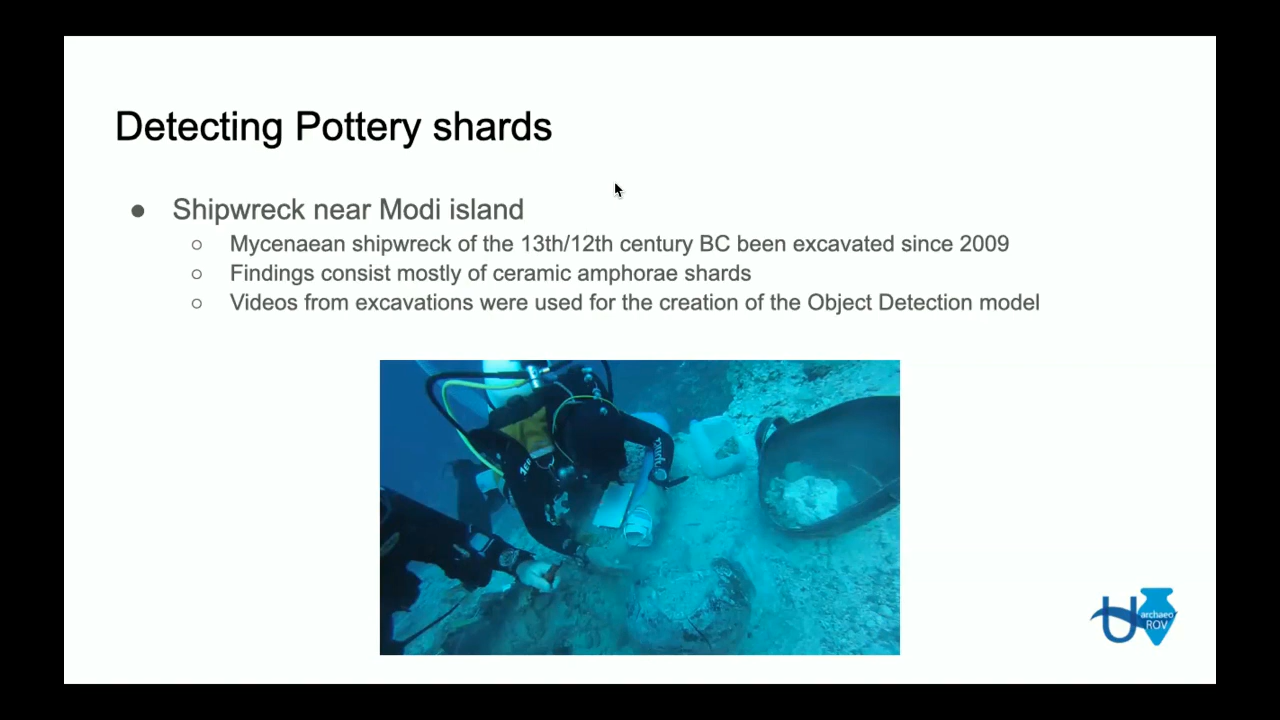 Detecting Pottery shards
● Shipwreck near Modi island
○ Mycenaean shipwreck of the 13th/12th century BC been excavated since 2009
○ Findings consist mostly of ceramic amphorae shards
○ Videos from excavations were used for the creation of the Object Detection model
U archaeo
ROV